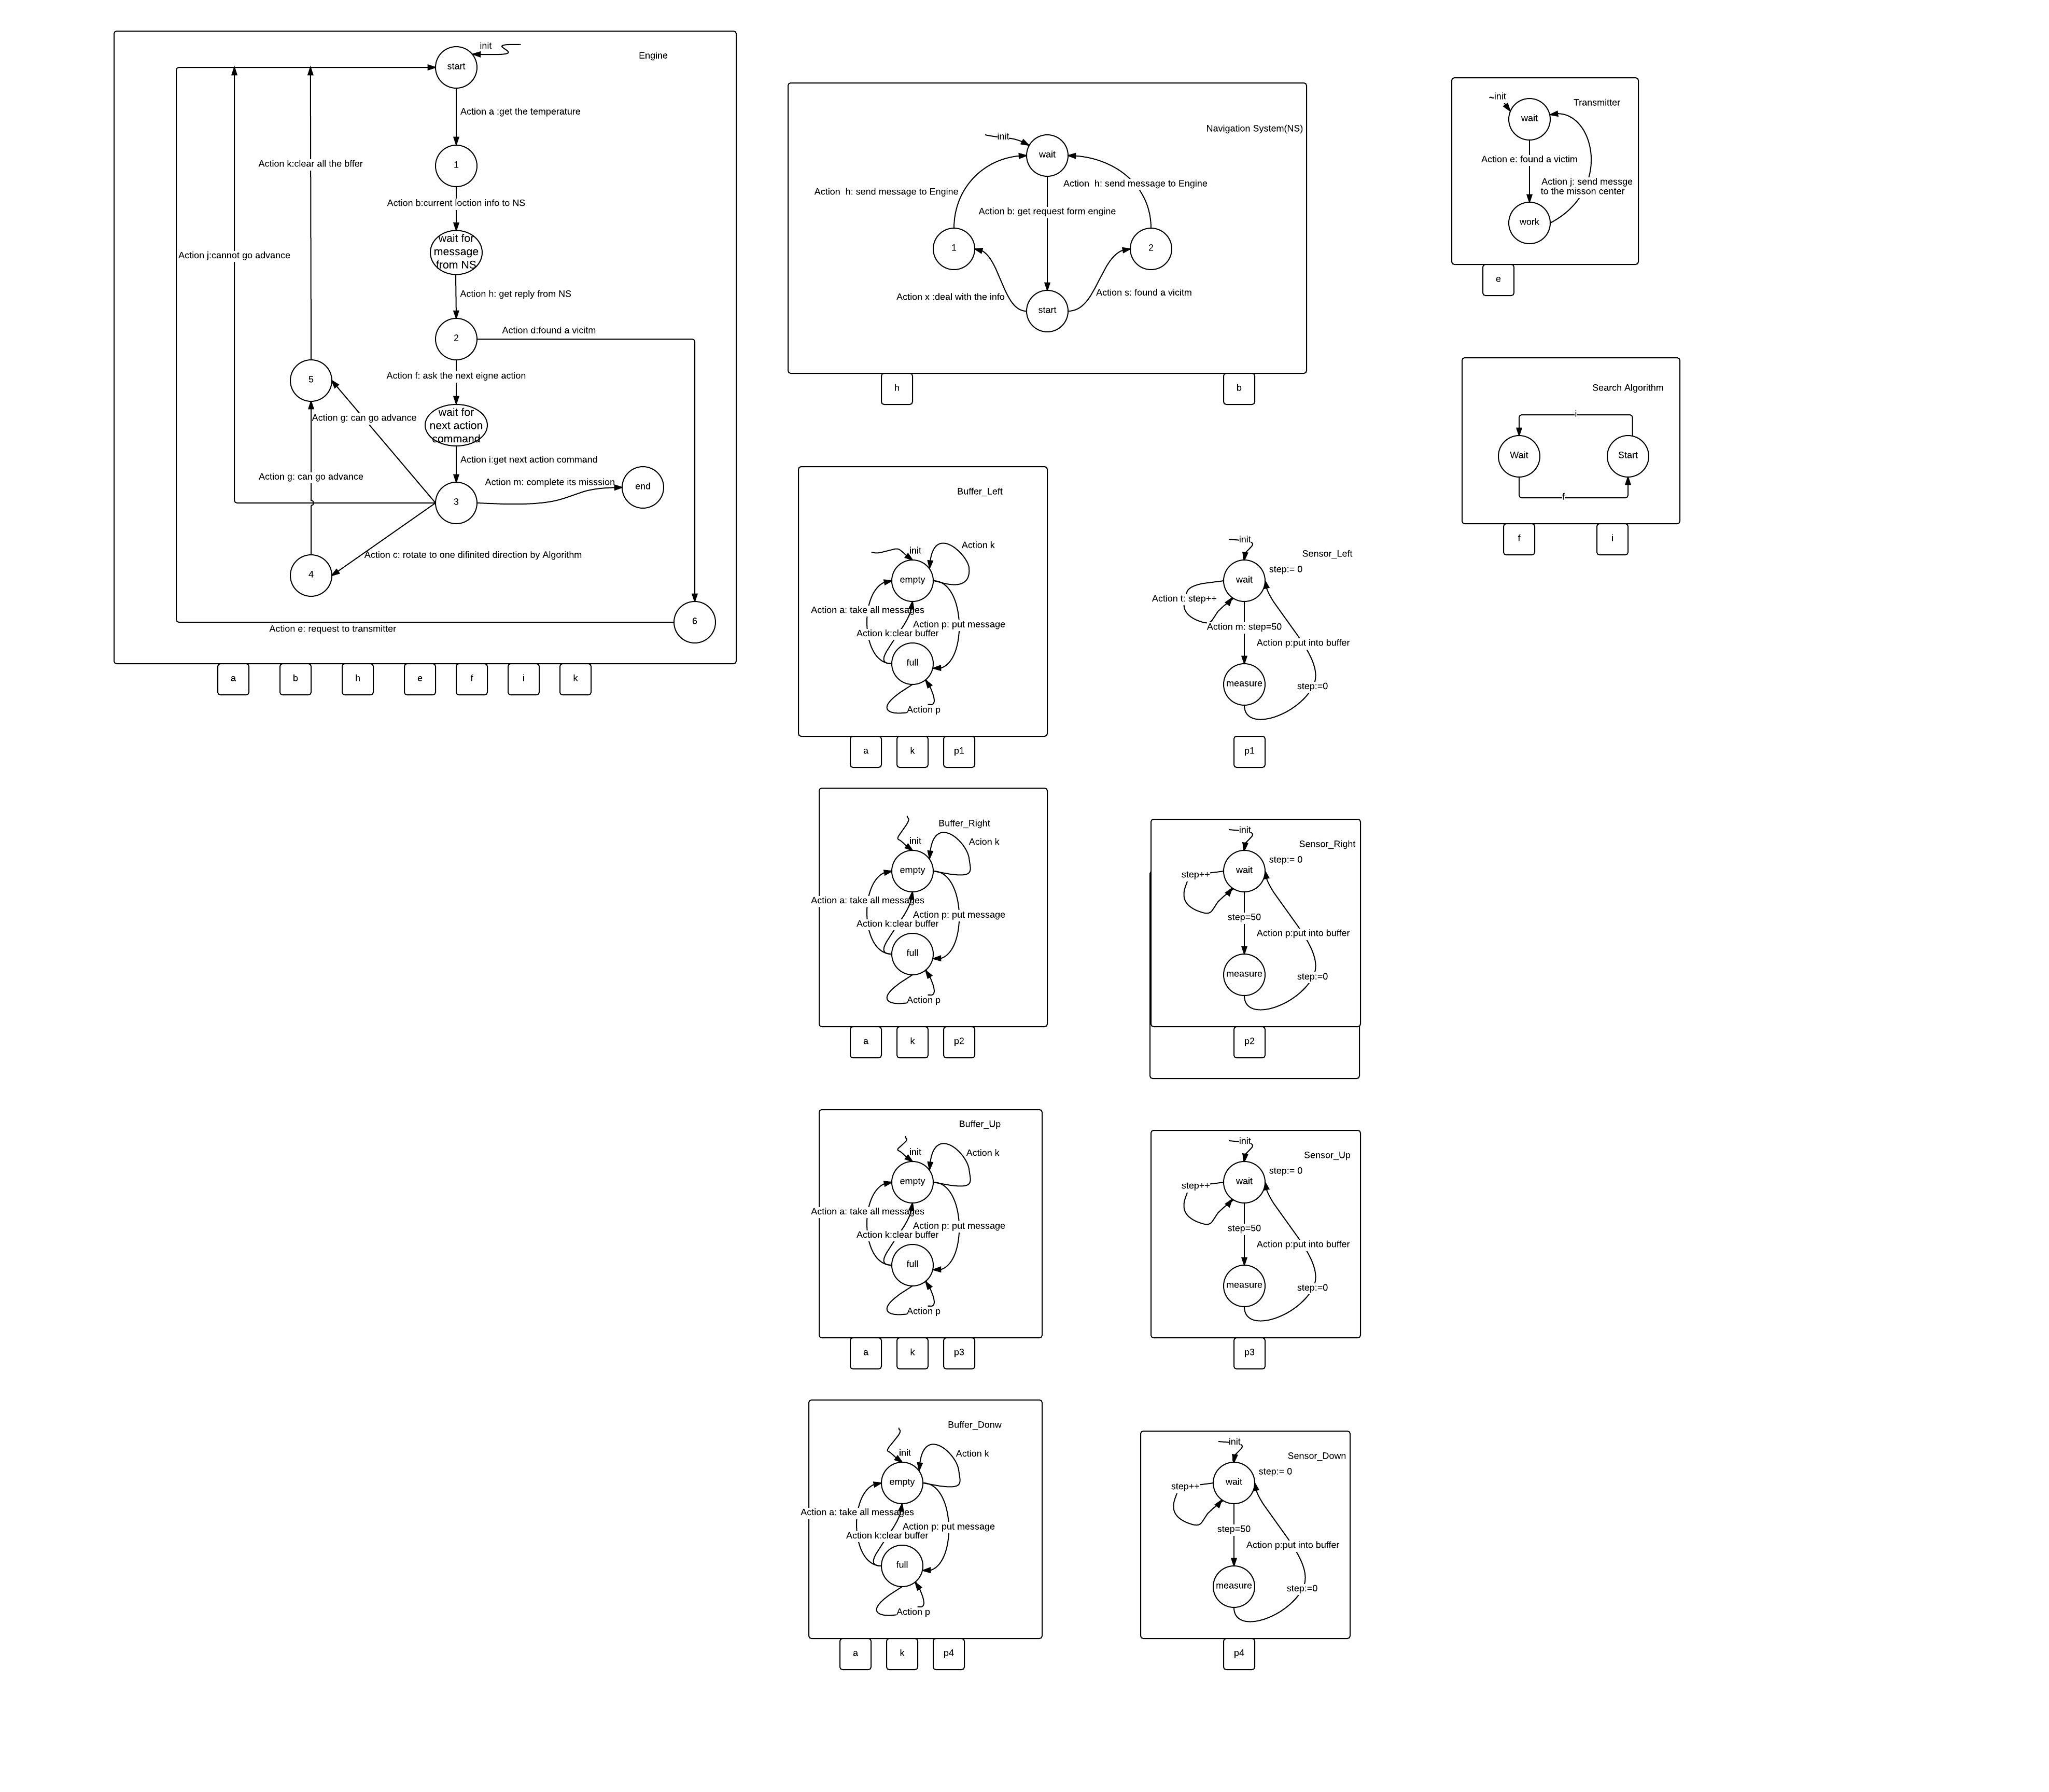 init
Engine
start
Action a :get the temperature
1
Action k:clear all the bffer
Action b:current loction info to NS
wait for
message
from NS
Action j:cannot go advance
Action h: get reply from NS
2
Action d:found a vicitm
5
Action f: ask the next eigne action
Action g: can go advance
wait for
next action
command
Action i:get next action command
Action g: can go advance
Action m: complete its misssion
end
3
Action c: rotate to one difinited direction by Algorithm
4
6
Action e: request to transmitter
a
b
h
e
f
i
k
Navigation System(NS)
init
wait
Action h: send message to Engine
Action h: send message to Engine
Action b: get request form engine
1
2
Action x :deal with the info
Action s: found a vicitm
start
h
b
init
Transmitter
wait
Action e: found a victim
Action j: send messge
to the misson center
work
e
Search Algorithm
i
Wait
Start
f
f
i
Buffer_Left
init
Action k
empty
Action a: take all messages
Action p: put message
Action k:clear buffer
full
Action p
a
k
p1
init
Sensor_Left
step:= 0
wait
Action t: step++
Action m: step=50
Action p:put into buffer
measure
step:=0
p1
Buffer_Right
init
Acion k
empty
Action a: take all messages
Action p: put message
Action k:clear buffer
full
Action p
a
k
p2
init
Sensor_Right
step:= 0
wait
step++
step=50
Action p:put into buffer
measure
step:=0
p2
Buffer_Up
init
Action k
empty
Action a: take all messages
Action p: put message
Action k:clear buffer
full
Action p
a
k
p3
init
Sensor_Up
step:= 0
wait
step++
step=50
Action p:put into buffer
measure
step:=0
p3
Buffer_Donw
init
Action k
empty
Action a: take all messages
Action p: put message
Action k:clear buffer
full
Action p
a
k
p4
init
Sensor_Down
step:= 0
wait
step++
step=50
Action p:put into buffer
measure
step:=0
p4